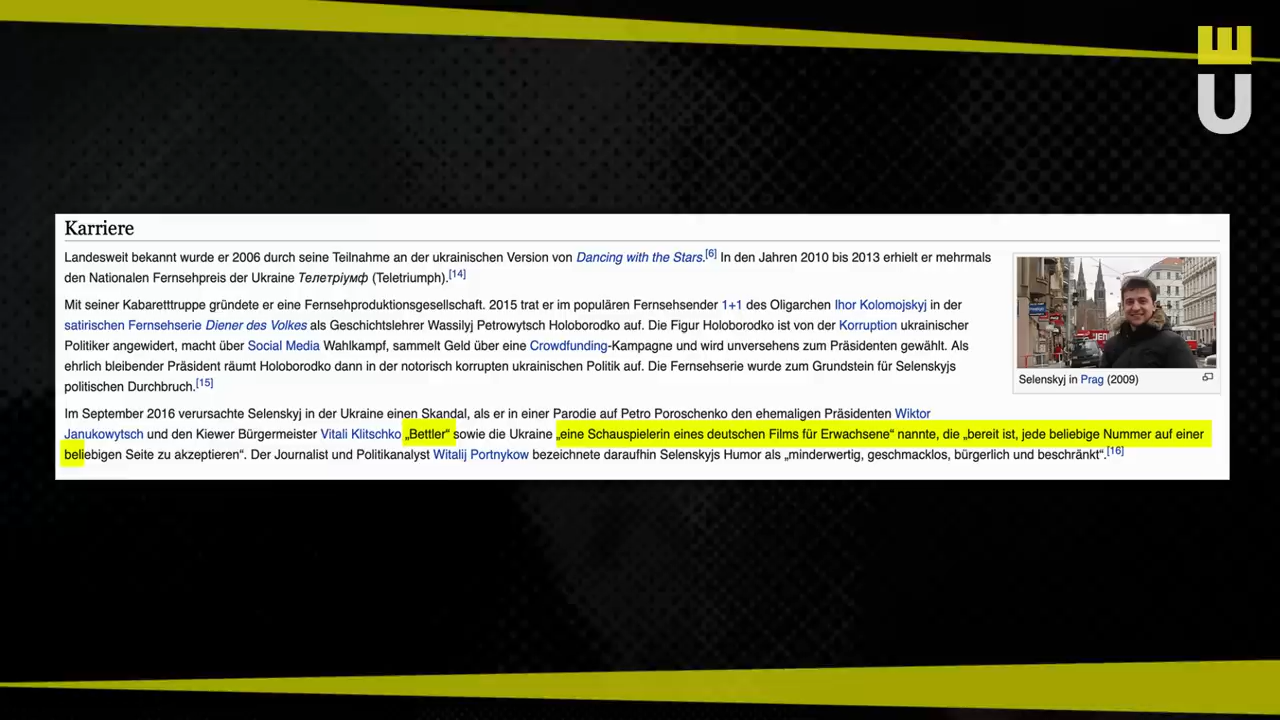 E
U
Karriere
Landesweit bekannt wurde er 2006 durch seine Teilnahme an der ukrainischen Version von Dancing with the Stars.[6] In den Jahren 2010 bis 2013 erhielt er mehrmals
den Nationalen Fernsehpreis der Ukraine Телетріумф (Teletriumph).[14]
Mit seiner Kabaretttruppe gründete er eine Fernsehproduktionsgesellschaft. 2015 trat er im populären Fernsehsender 1+1 des Oligarchen Ihor Kolomojskyj in der
satirischen Fernsehserie Diener des Volkes als Geschichtslehrer Wassilyj Petrowytsch Holoborodko auf. Die Figur Holoborodko ist von der Korruption ukrainischer
Politiker angewidert, macht über Social Media Wahlkampf, sammelt Geld über eine Crowdfunding-Kampagne und wird unversehens zum Präsidenten gewählt. Als
ehrlich bleibender Präsident räumt Holoborodko dann in der notorisch korrupten ukrainischen Politik auf. Die Fernsehserie wurde zum Grundstein für Selenskyjs
politischen Durchbruch.[15]
Im September 2016 verursachte Selenskyj in der Ukraine einen Skandal, als er in einer Parodie auf Petro Poroschenko den ehemaligen Präsidenten Wiktor
Janukowytsch und den Kiewer Bürgermeister Vitali Klitschko „Bettler“ sowie die Ukraine „eine Schauspielerin eines deutschen Films für Erwachsene“ nannte, die „bereit ist, jede beliebige Nummer auf einer
beliebigen Seite zu akzeptieren“. Der Journalist und Politikanalyst Witalij Portnykow bezeichnete daraufhin Selenskyjs Humor als „minderwertig, geschmacklos, bürgerlich und beschränkt“.[16]
Selenskyj in Prag (2009)